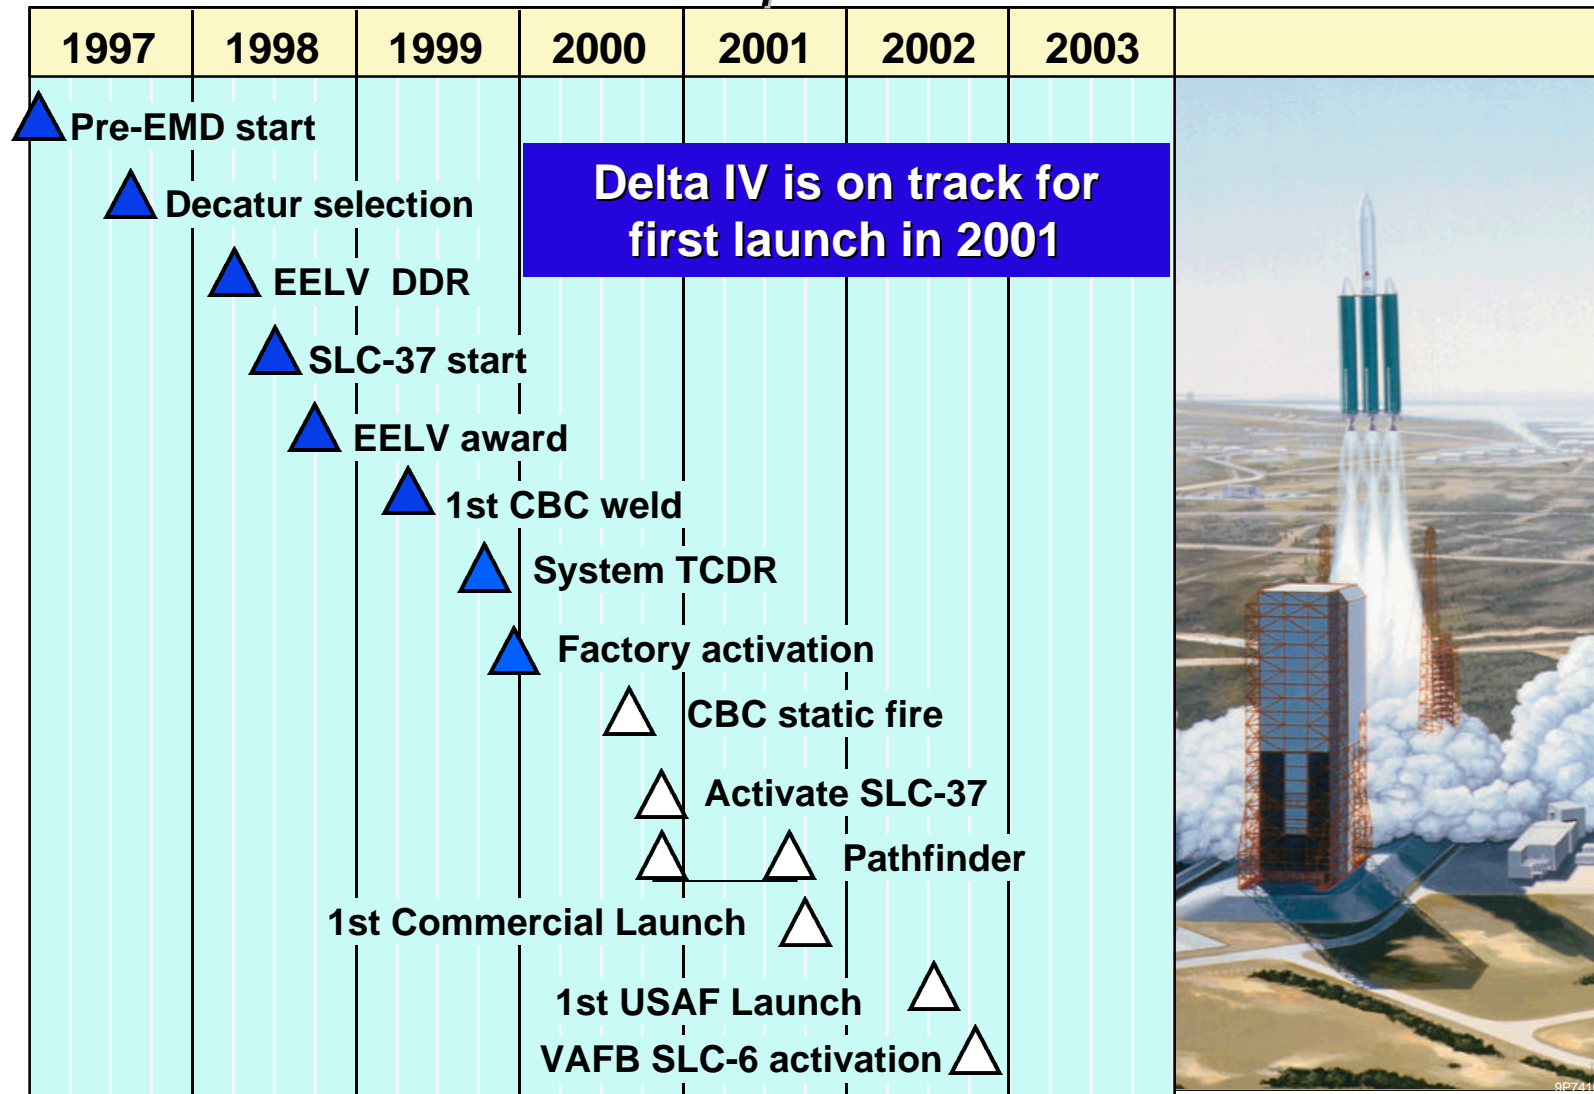 1997 1998 1999 2000 2001 2002 2003
Pre-EMD start
Delta IV is on track for
first launch in 2001
Decatur selection
EELV DDR
SLC-37 start
EELV award
1st CBC weld
System TCDR
Factory activation
CBC static fire
Activate SLC-37
Pathfinder
1st Commercial Launch
1st USAF Launch
VAFB SLC-6 activation